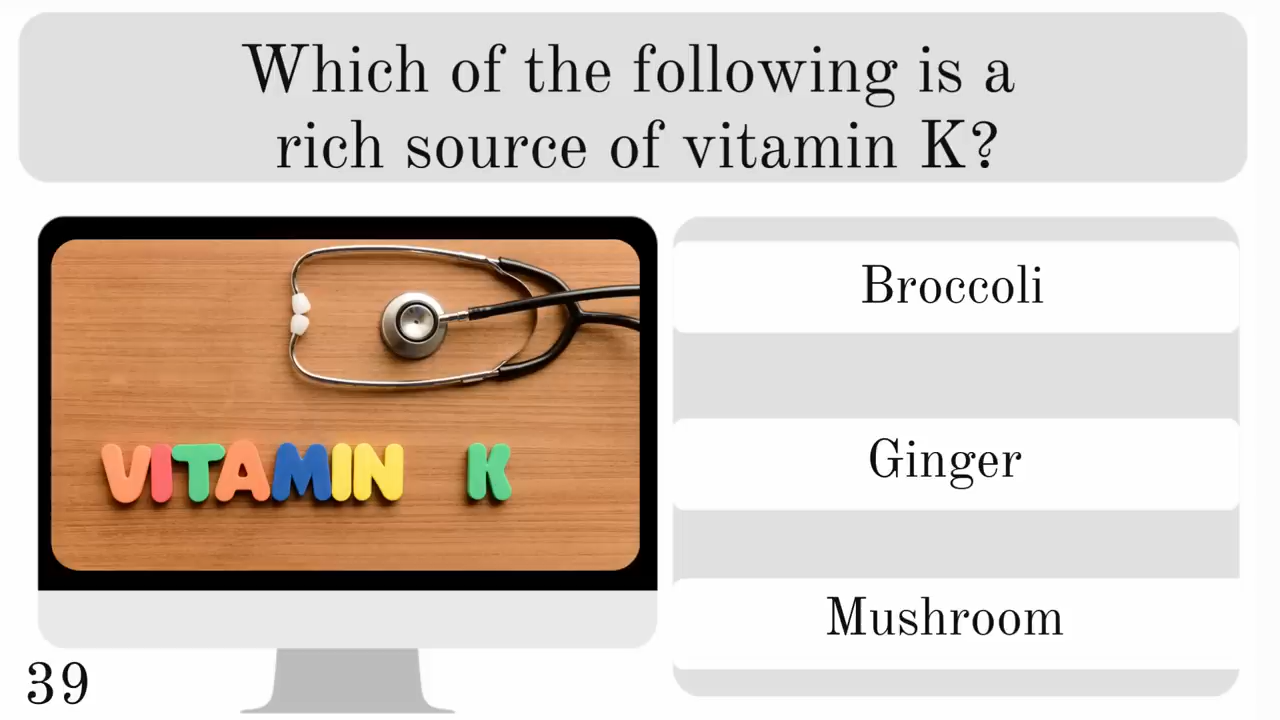 Which of the following is a
rich source of vitamin K?
VITAMIN K
Broccoli
Ginger
Mushroom
39